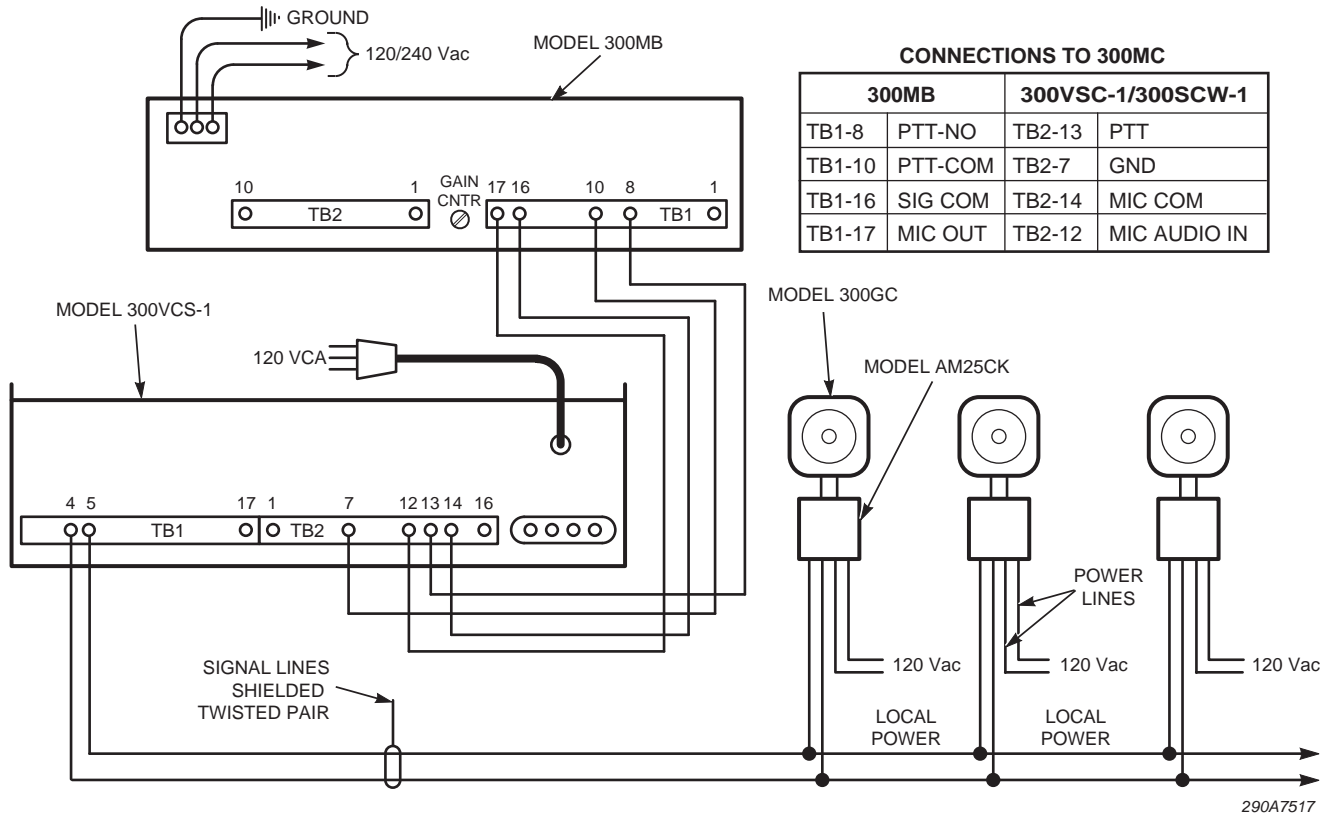 GROUND
120/240 Vac
MODEL 300MB
CONNECTIONS TO 300MC
300MB 300VSC-1/300SCW-1
TB1-8 PTT-NO TB2-13 PTT
TB1-10 PTT-COM TB2-7 GND
TB1-16 SIG COM TB2-14 MIC COM
TB1-17 MIC OUT TB2-12 MIC AUDIO IN
10 1 GAIN CNTR 17 16 10 8 1
TB2 TB1
MODEL 300VCS-1
120 VCA
MODEL 300GC
MODEL AM25CK
4 5 17 1 7 12 13 14 16
TB1 TB2
POWER
LINES
120 Vac 120 Vac 120 Vac
SIGNAL LINES
SHIELDED
TWISTED PAIR
LOCAL
POWER
LOCAL
POWER
290A7517